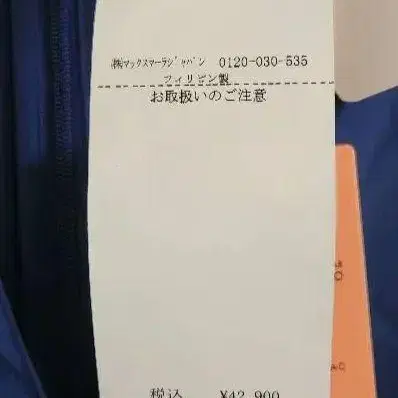 ㈱ﾏｯｸｽﾏｰﾗｼﾞｬﾊﾟﾝ 0120-030-535
フィリピン製
お取扱いのご注意
税込 ¥42,900